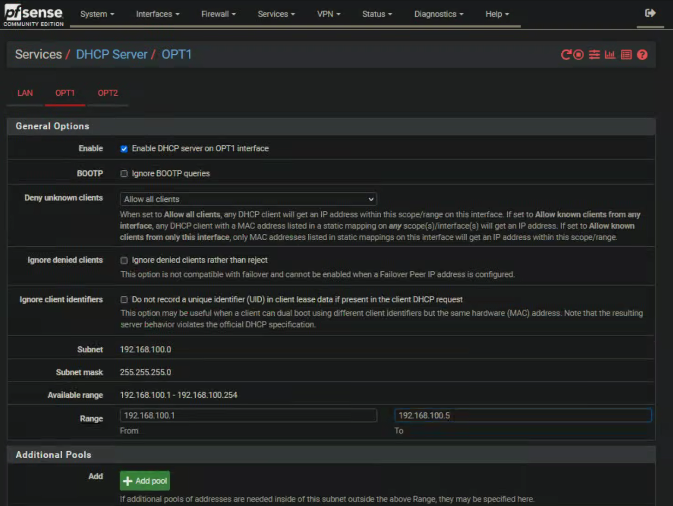 pfsense
COMMUNITY EDITION
System Interfaces Firewall Services VPN Status Diagnostics Help
Services / DHCP Server / OPT1
LAN OPT1 OPT2
General Options
Enable Enable DHCP server on OPT1 interface
BOOTP Ignore BOOTP queries
Deny unknown clients Allow all clients
When set to Allow all clients, any DHCP client will get an IP address within this scope/range on this interface. If set to Allow known clients from any
interface, any DHCP client with a MAC address listed in a static mapping on any scope(s)/interface(s) will get an IP address. If set to Allow known
clients from only this interface, only MAC addresses listed in static mappings on this interface will get an IP address within this scope/range.
Ignore denied clients Ignore denied clients rather than reject
This option is not compatible with failover and cannot be enabled when a Failover Peer IP address is configured.
Ignore client identifiers Do not record a unique identifier (UID) in client lease data if present in the client DHCP request
This option may be useful when a client can dual boot using different client identifiers but the same hardware (MAC) address. Note that the resulting
server behavior violates the official DHCP specification.
Subnet 192.168.100.0
Subnet mask 255.255.255.0
Available range 192.168.100.1 - 192.168.100.254
Range 192.168.100.1 192.168.100.5
From To
Additional Pools
Add + Add pool
If additional pools of addresses are needed inside of this subnet outside the above Range, they may be specified here.